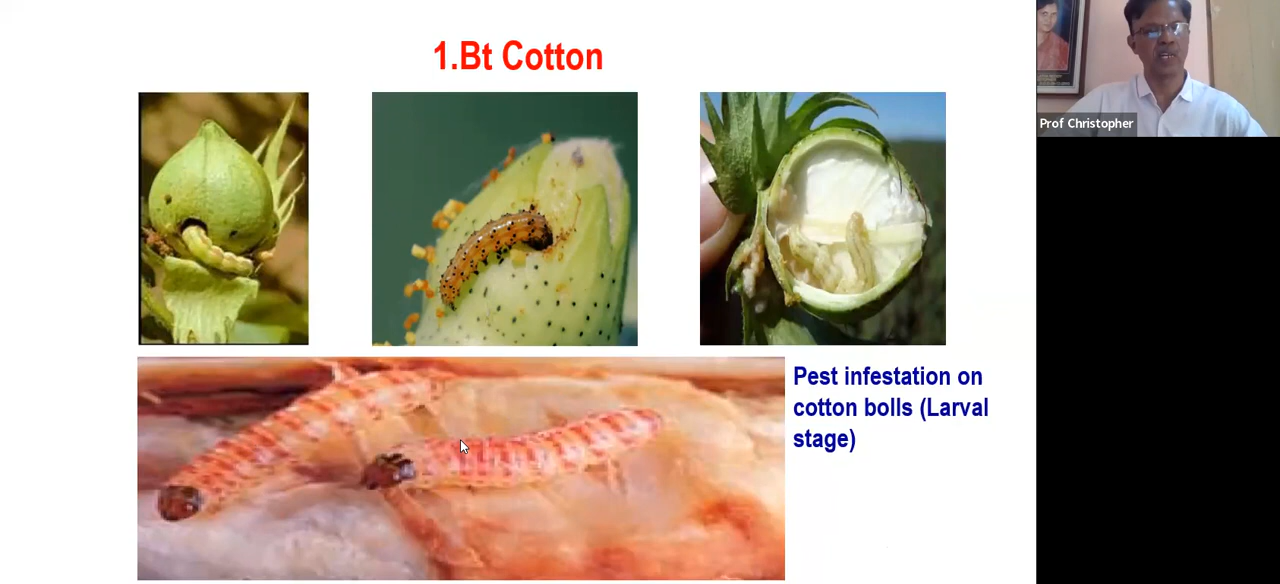 1.Bt Cotton
Prof Christopher
Pest infestation on
cotton bolls (Larval
stage)